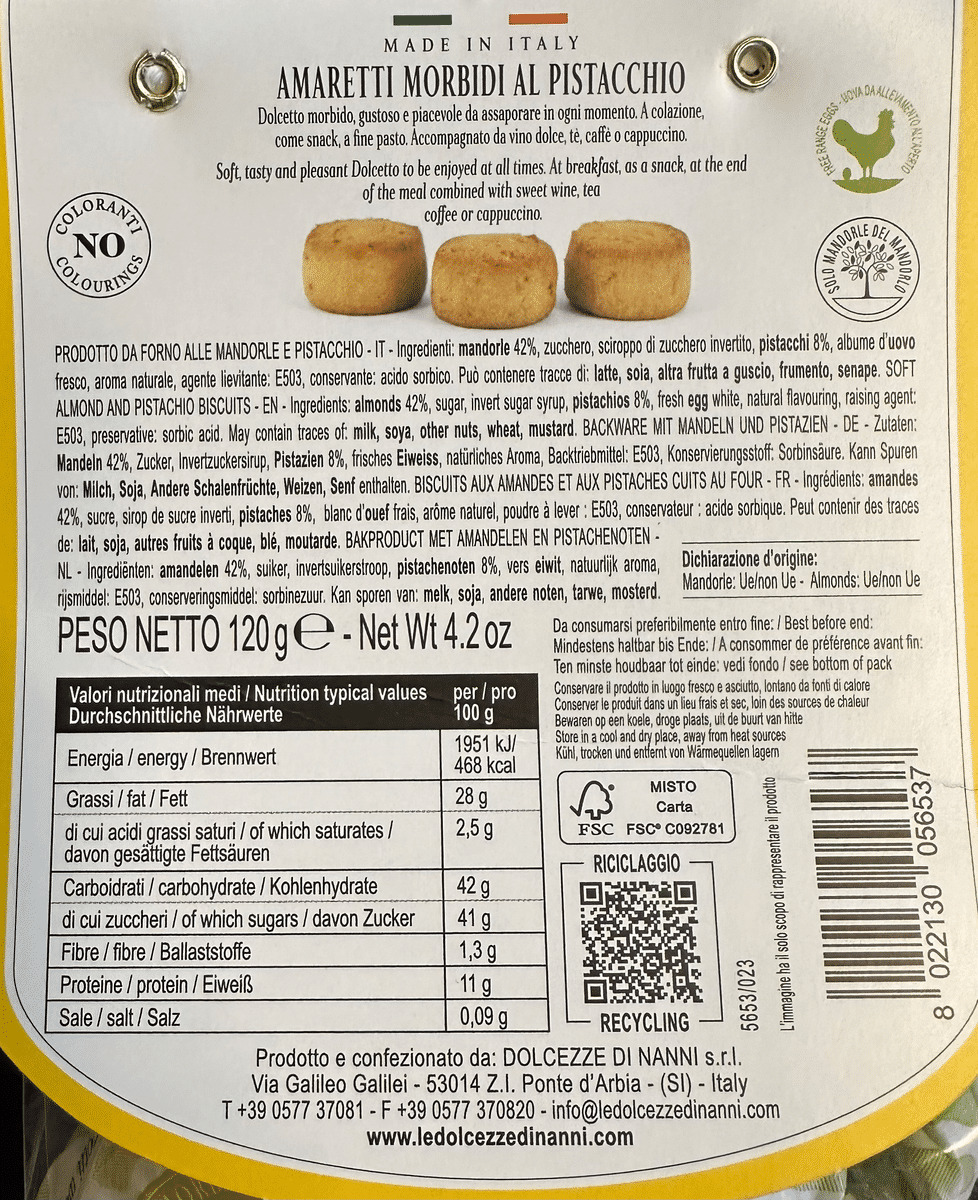 MADE IN ITALY
AMARETTI MORBIDI AL PISTACCHIO
Dolcetto morbido, gustoso e piacevole da assaporare in ogni momento. A colazione,
come snack, a fine pasto. Accompagnato da vino dolce, tè, caffè o cappuccino.
Soft, tasty and pleasant Dolcetto to be enjoyed at all times. At breakfast, as a snack, at the end
of the meal combined with sweet wine, tea
coffee or cappuccino.
FREE RANGE EGGS - UOVA DA ALLEVAMENTO ALL'APERTO
COLORANTI
NO
COLOURINGS
SOLO MANDORLE DEL MANDORLO
PRODOTTO DA FORNO ALLE MANDORLE E PISTACCHIO - IT - Ingredienti: mandorle 42%, zucchero, sciroppo di zucchero invertito, pistacchi 8%, albume d'uovo
fresco, aroma naturale, agente lievitante: E503, conservante: acido sorbico. Può contenere tracce di: latte, soia, altra frutta a guscio, frumento, senape. SOFT
ALMOND AND PISTACHIO BISCUITS - EN - Ingredients: almonds 42%, sugar, invert sugar syrup, pistachios 8%, fresh egg white, natural flavouring, raising agent:
E503, preservative: sorbic acid. May contain traces of: milk, soya, other nuts, wheat, mustard. BACKWARE MIT MANDELN UND PISTAZIEN - DE - Zutaten:
Mandeln 42%, Zucker, Invertzuckersirup, Pistazien 8%, frisches Eiweiss, natürliches Aroma, Backtriebmittel: E503, Konservierungsstoff: Sorbinsäure. Kann Spuren
von: Milch, Soja, Andere Schalenfrüchte, Weizen, Senf enthalten. BISCUITS AUX AMANDES ET AUX PISTACHES CUITS AU FOUR - FR - Ingrédients: amandes
42%, sucre, sirop de sucre inverti, pistaches 8%, blanc d'ouef frais, arôme naturel, poudre à lever : E503, conservateur : acide sorbique. Peut contenir des traces
de: lait, soja, autres fruits à coque, blé, moutarde. BAKPRODUCT MET AMANDELEN EN PISTACHENOTEN -
NL - Ingrediënten: amandelen 42%, suiker, invertsuikerstroop, pistachenoten 8%, vers eiwit, natuurlijk aroma,
rijsmiddel: E503, conserveringsmiddel: sorbinezuur. Kan sporen van: melk, soja, andere noten, tarwe, mosterd.
Dichiarazione d'origine:
Mandorle: Ue/non Ue - Almonds: Ue/non Ue
PESO NETTO 120 g e - Net Wt 4.2 oz
Da consumarsi preferibilmente entro fine: / Best before end:
Mindestens haltbar bis Ende: / A consommer de préférence avant fin:
Ten minste houdbaar tot einde: vedi fondo / see bottom of pack
Conservare il prodotto in luogo fresco e asciutto, lontano da fonti di calore
Conserver le produit dans un lieu frais et sec, loin des sources de chaleur
Bewaren op een koele, droge plaats, uit de buurt van hitte
Store in a cool and dry place, away from heat sources
Kühl, trocken und entfernt von Wärmequellen lagern
Valori nutrizionali medi / Nutrition typical values per / pro
Durchschnittliche Nährwerte 100 g
Energia / energy / Brennwert 1951 kJ/
468 kcal
Grassi / fat / Fett 28 g
di cui acidi grassi saturi / of which saturates / 2,5 g
davon gesättigte Fettsäuren
Carboidrati / carbohydrate / Kohlenhydrate 42 g
di cui zuccheri / of which sugars / davon Zucker 41 g
Fibre / fibre / Ballaststoffe 1,3 g
Proteine / protein / Eiweiß 11 g
Sale / salt / Salz 0,09 g
MISTO
Carta
FSC FSC® C092781
RICICLAGGIO
RECYCLING
5653/023
L'immagine ha il solo scopo di rappresentare il prodotto
8 022130 056537
Prodotto e confezionato da: DOLCEZZE DI NANNI s.r.l.
Via Galileo Galilei - 53014 Z.I. Ponte d'Arbia - (SI) - Italy
T +39 0577 37081 - F +39 0577 370820 - info@ledolcezzedinanni.com
www.ledolcezzedinanni.com